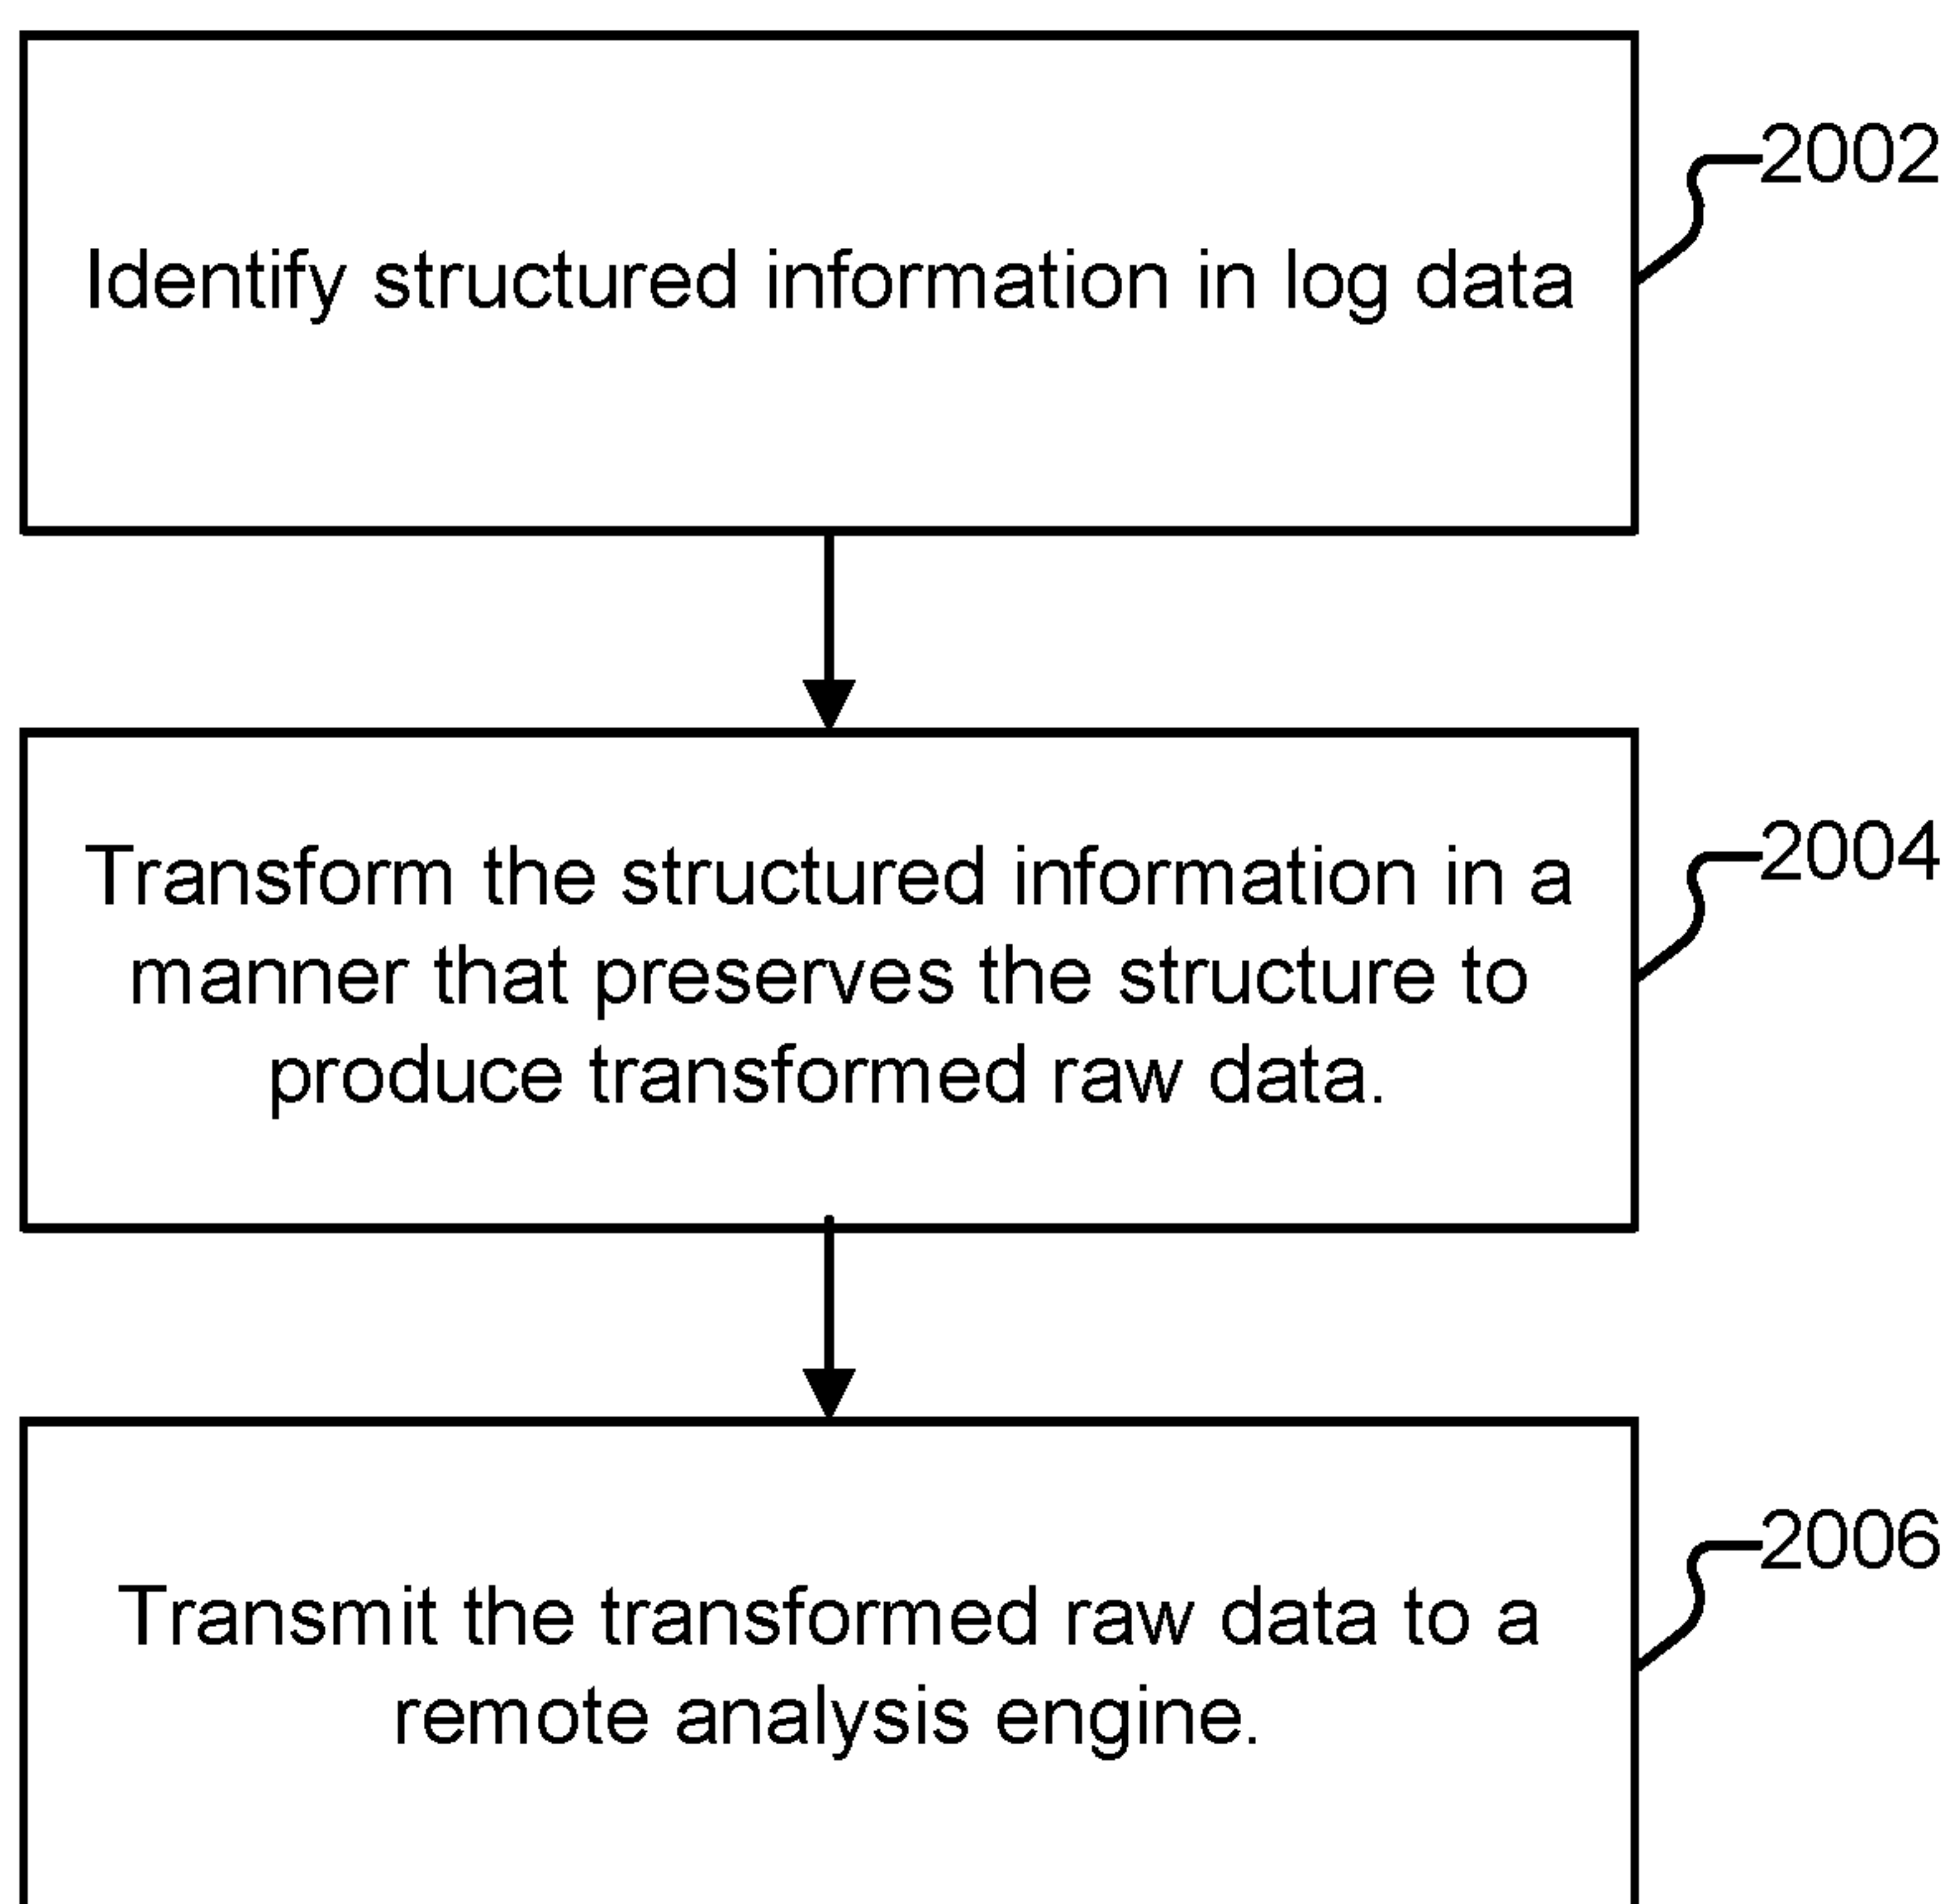 2002
Identify structured information in log data
2004
Transform the structured information in a
manner that preserves the structure to
produce transformed raw data.
2006
Transmit the transformed raw data to a
remote analysis engine.